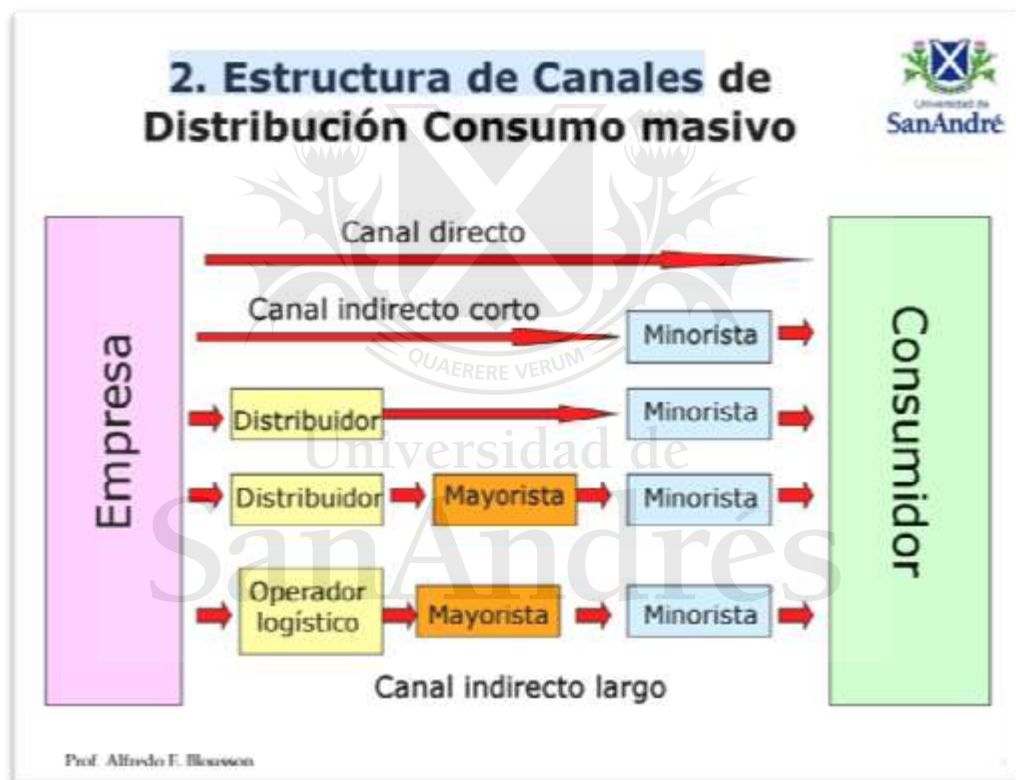 2. Estructura de Canales de
Distribución Consumo masivo
Universidad de
SanAndré
Empresa
Canal directo
Canal indirecto corto
Minorista
QUAERERE VERUM
Distribuidor
Minorista
Universidad de
SanAndrés
Distribuidor
Mayorista
Minorista
Operador
logístico
Mayorista
Minorista
Canal indirecto largo
Consumidor
Prof. Alfredo E. Blousson